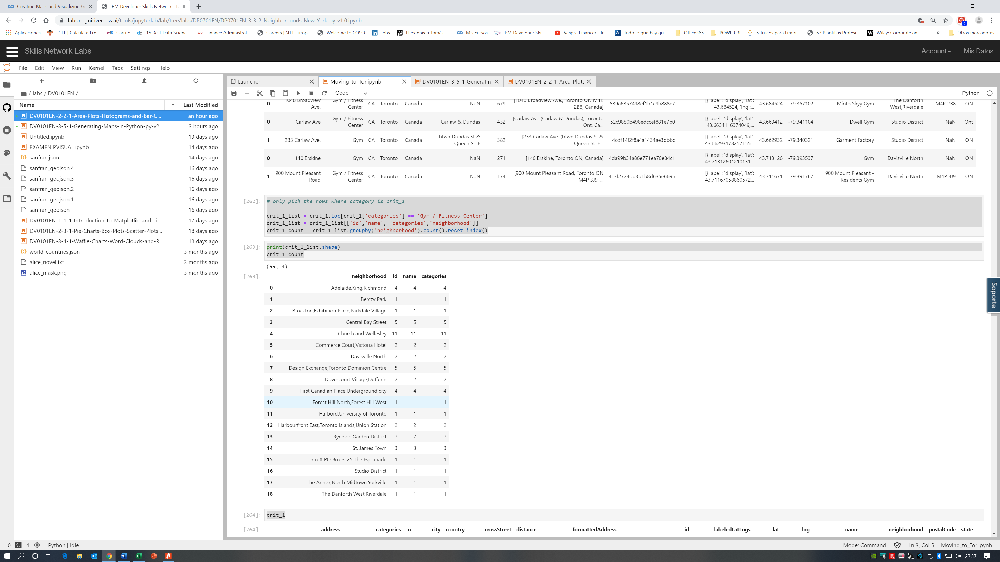 Creating Maps and Visualizing Ge
IBM Developer Skills Network - L
labs.cognitiveclass.ai/tools/jupyterlab/lab/tree/labs/DP0701EN/DP0701EN-3-3-2-Neighborhoods-New-York-py-v1.0.ipynb
0
Aplicaciones FCFF | Calculate Fre... edX Carrito dd 15 Best Data Scienc... Finance Administrat... Careers | NTT Europ... Welcome to COSO in Jobs El extenista Tomás... Mis cursos IBM Developer Skill... Vespre Financer - In... Todo lo que hay qu... Office365 POWER BI 5 Trucos para Limpi... 63 Plantillas Profesi... W Wiley: Corporate an... » Otros marcadores
Skills Network Labs Account Mis Datos
File Edit View Run Kernel Tabs Settings Help
Launcher Moving_to_Tor.ipynb DV0101EN-3-5-1-Generatin DV0101EN-2-2-1-Area-Plots
/ labs / DV0101EN /
Code Python
Name Last Modified
DV0101EN-2-2-1-Area-Plots-Histograms-and-Bar-C... an hour ago
DV0101EN-3-5-1-Generating-Maps-in-Python-py-v2... 3 hours ago
Untitled.ipynb 13 days ago
EXAMEN PVISUAL.ipynb 14 days ago
sanfran.json 14 days ago
sanfran_geojson.4 16 days ago
sanfran_geojson.3 16 days ago
sanfran_geojson.2 16 days ago
sanfran_geojson.1 16 days ago
sanfran_geojson 16 days ago
DV0101EN-1-1-1-Introduction-to-Matplotlib-and-Li... 17 days ago
DV0101EN-2-3-1-Pie-Charts-Box-Plots-Scatter-Plots... 18 days ago
DV0101EN-3-4-1-Waffle-Charts-Word-Clouds-and-R... 18 days ago
world_countries.json 3 months ago
alice_novel.txt 3 months ago
alice_mask.png 3 months ago
0 1048 Broadview Ave. Gym / Fitness Center CA Toronto Canada NaN 679 [1048 Broadview Ave., Toronto ON M4K 2B8, Canada] 539a6357498ef1b1c9b888e7 [{'label': 'display', 'lat': 43.684524, 'lng':... 43.684524 -79.357102 Minto Skyy Gym The Danforth West,Riverdale M4K 2B8 ON
0 Carlaw Ave Gym / Fitness Center CA Toronto Canada Carlaw & Dundas 432 [Carlaw Ave (Carlaw & Dundas), Toronto Ont, Ca... 52c9880b498edccef881e7b0 [{'label': 'display', 'lat': 43.6634116374049,... 43.663412 -79.341104 Dwell Gym Studio District NaN Ont
1 233 Carlaw Ave. Gym CA Toronto Canada btwn Dundas St & Queen St. E 382 [233 Carlaw Ave. (btwn Dundas St & Queen St. E... 4cdf14f2f8a4a1434ae3dbbc [{'label': 'display', 'lat': 43.66293178257155... 43.662932 -79.340321 Garment Factory Studio District NaN ON
0 140 Erskine Gym CA Toronto Canada NaN 271 [140 Erskine, Toronto ON, Canada] 4da99b34a86e771ea70e84c1 [{'label': 'display', 'lat': 43.71312601210131... 43.713126 -79.393537 Gym Davisville North NaN ON
1 900 Mount Pleasant Road Gym / Fitness Center CA Toronto Canada NaN 174 [900 Mount Pleasant Road, Toronto ON M4P 3J9, ... 4c3f2724db3b1b8d635e6695 [{'label': 'display', 'lat': 43.71167058860572... 43.711671 -79.391767 900 Mount Pleasant - Residents Gym Davisville North M4P 3J9 ON
[262]: # only pick the rows where category is crit_1
crit_1_list = crit_1.loc[crit_1['categories'] == 'Gym / Fitness Center']
crit_1_list = crit_1_list[['id','name', 'categories','neighborhood']]
crit_1_count = crit_1_list.groupby('neighborhood').count().reset_index()
[263]: print(crit_1_list.shape)
crit_1_count
(55, 4)
[263]: neighborhood id name categories
0 Adelaide,King,Richmond 4 4 4
1 Berczy Park 1 1 1
2 Brockton,Exhibition Place,Parkdale Village 1 1 1
3 Central Bay Street 5 5 5
4 Church and Wellesley 11 11 11
5 Commerce Court,Victoria Hotel 2 2 2
6 Davisville North 2 2 2
7 Design Exchange,Toronto Dominion Centre 5 5 5
8 Dovercourt Village,Dufferin 2 2 2
9 First Canadian Place,Underground city 4 4 4
10 Forest Hill North,Forest Hill West 1 1 1
11 Harbord,University of Toronto 1 1 1
12 Harbourfront East,Toronto Islands,Union Station 2 2 2
13 Ryerson,Garden District 7 7 7
14 St. James Town 3 3 3
15 Stn A PO Boxes 25 The Esplanade 1 1 1
16 Studio District 1 1 1
17 The Annex,North Midtown,Yorkville 1 1 1
18 The Danforth West,Riverdale 1 1 1
Soporte
[264]: crit_1
[264]: address categories cc city country crossStreet distance formattedAddress id labeledLatLngs lat lng name neighborhood postalCode state
0 4 Python | Idle Mode: Command Ln 3, Col 5 Moving_to_Tor.ipynb
22:37